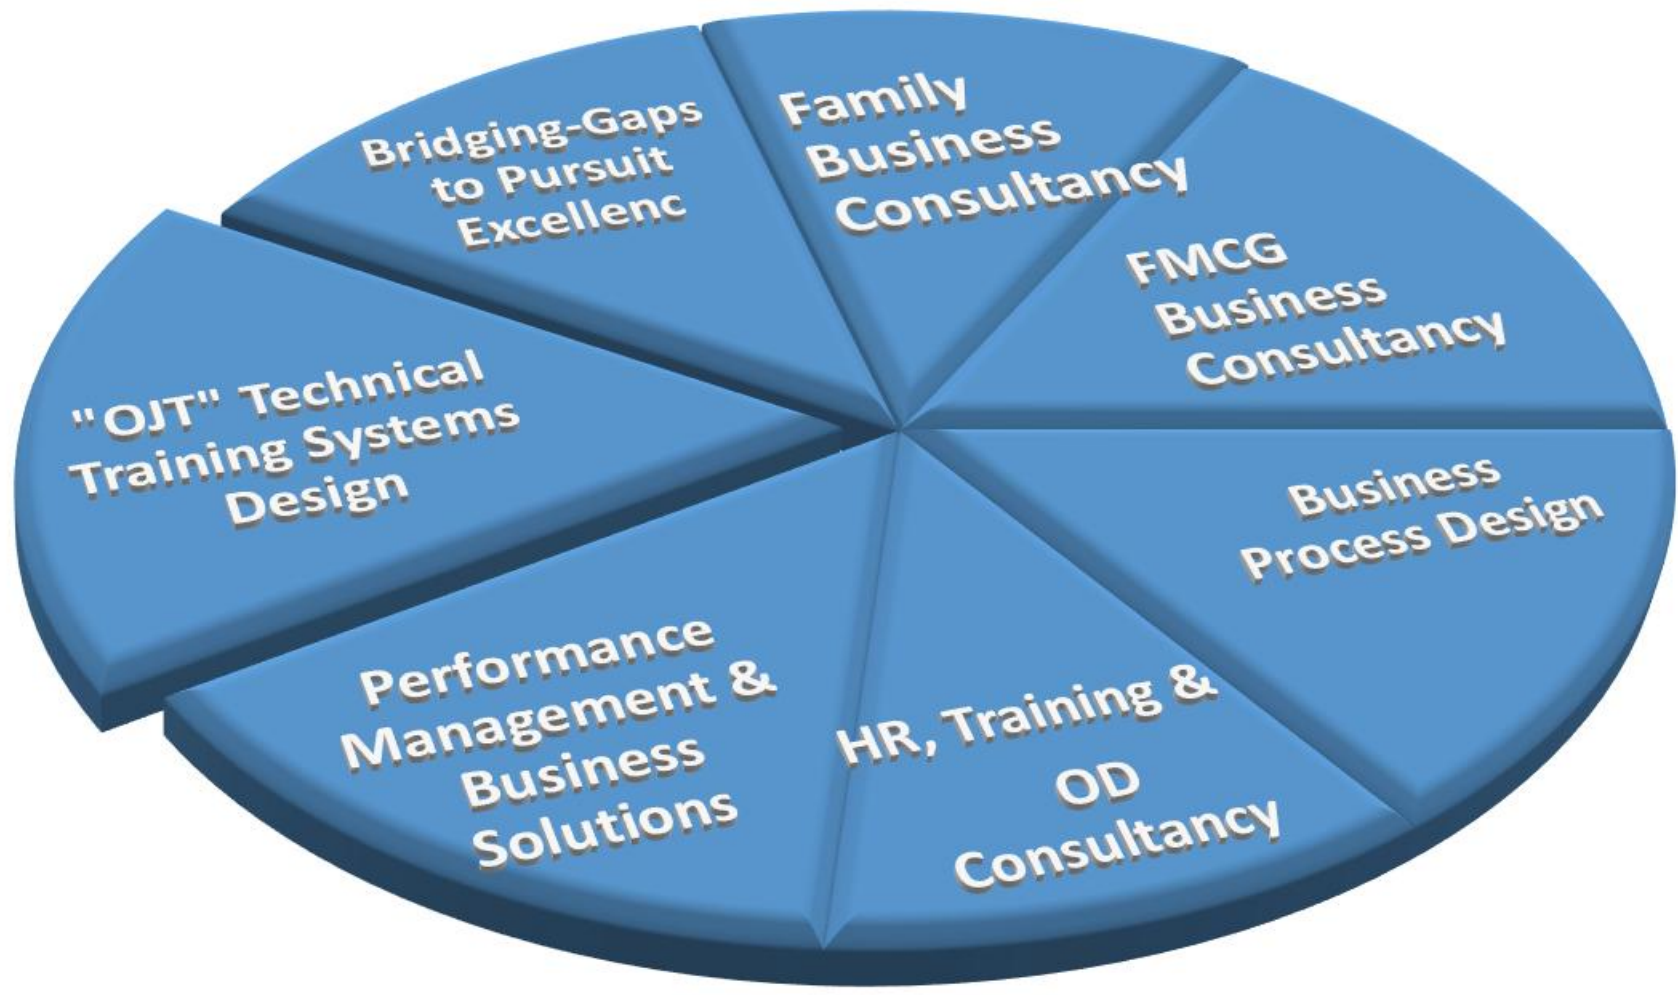 Bridging-Gaps
to Pursuit
Excellenc
Family
Business
Consultancy
FMCG
Business
Consultancy
"OJT" Technical
Training Systems
Design
Business
Process Design
Performance
Management &
Business
Solutions
HR, Training &
OD
Consultancy